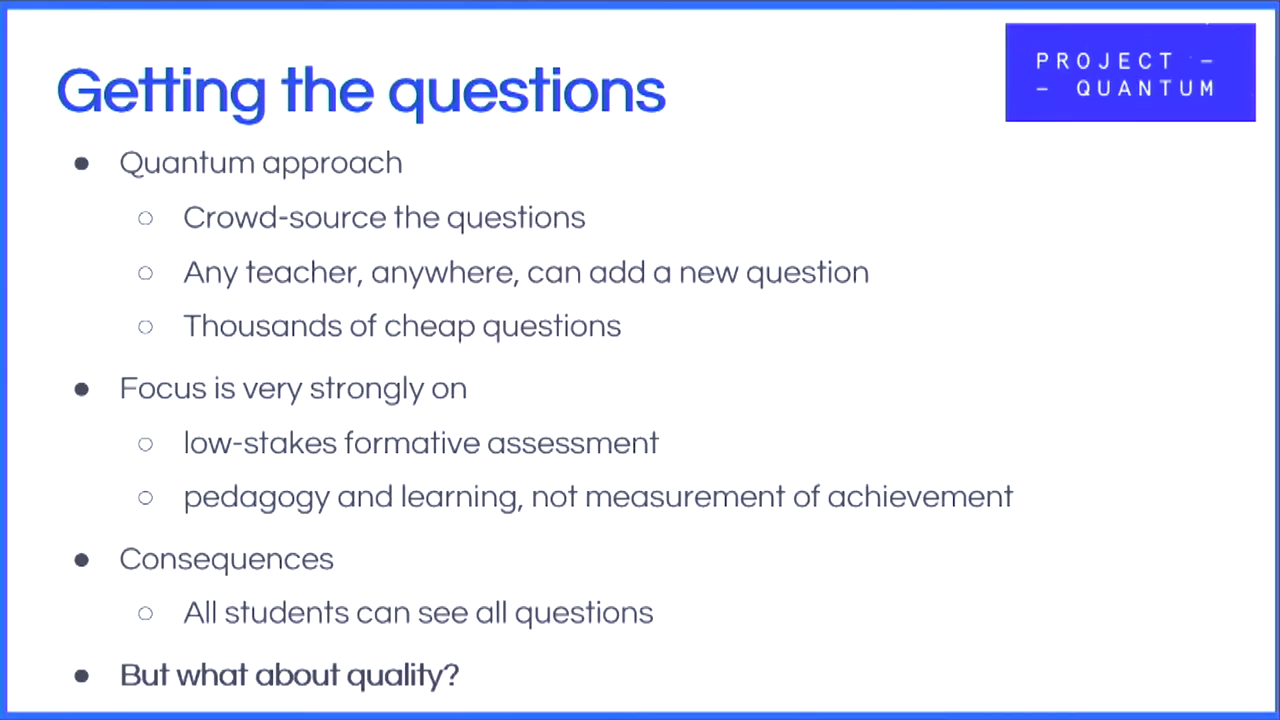 Getting the questions
PROJECT –
– QUANTUM
● Quantum approach
○ Crowd-source the questions
○ Any teacher, anywhere, can add a new question
○ Thousands of cheap questions
● Focus is very strongly on
○ low-stakes formative assessment
○ pedagogy and learning, not measurement of achievement
● Consequences
○ All students can see all questions
● But what about quality?